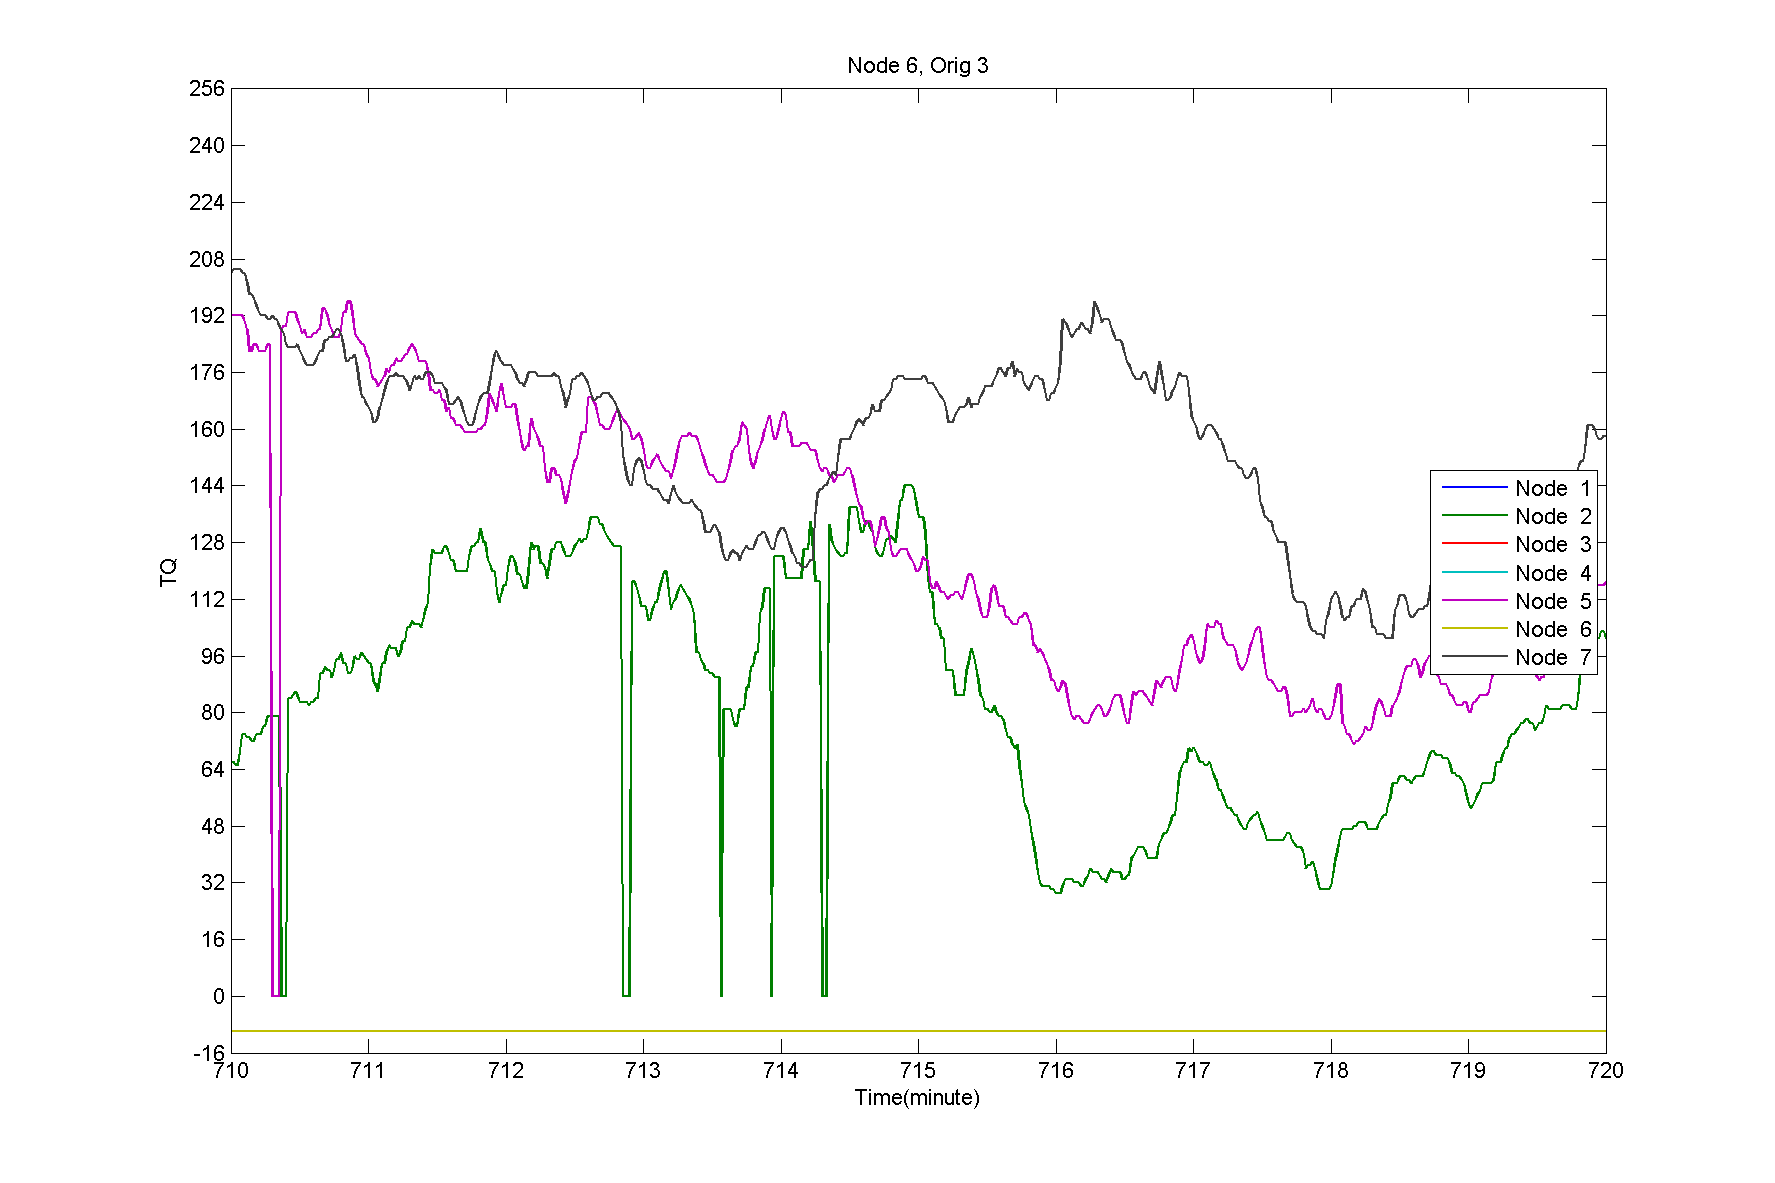 Node 6, Orig 3
256
240
224
208
192
176
160
144
128
112
96
80
64
48
32
16
0
-16
TQ
Node 1
Node 2
Node 3
Node 4
Node 5
Node 6
Node 7
710 711 712 713 714 715 716 717 718 719 720
Time(minute)